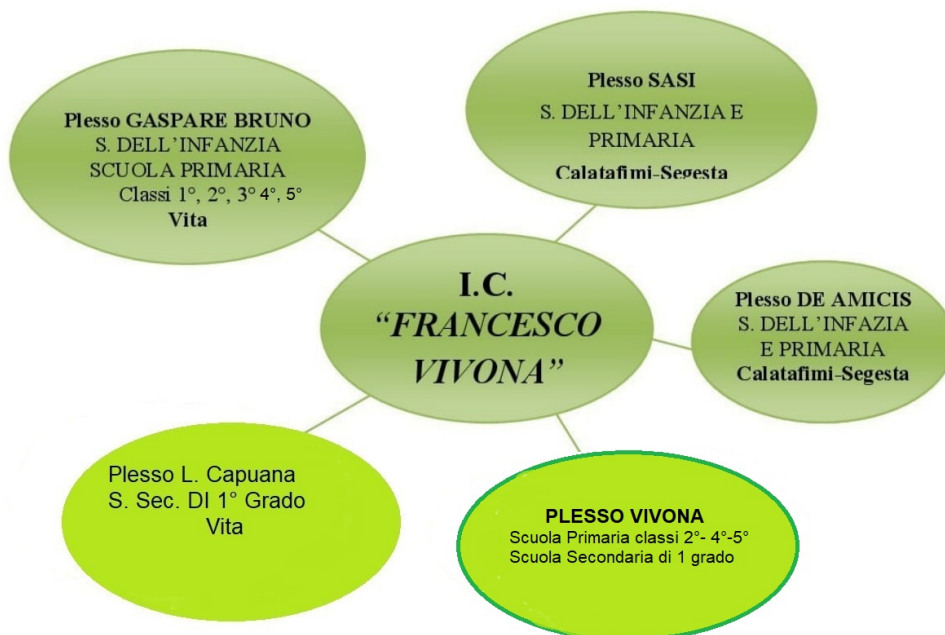 Plesso GASPARE BRUNO
S. DELL'INFANZIA
SCUOLA PRIMARIA
Classi 1°, 2°, 3° 4°, 5°
Vita
Plesso SASI
S. DELL'INFANZIA E
PRIMARIA
Calatafimi-Segesta
I.C.
“FRANCESCO
VIVONA”
Plesso DE AMICIS
S. DELL'INFAZIA
E PRIMARIA
Calatafimi-Segesta
Plesso L. Capuana
S. Sec. DI 1° Grado
Vita
PLESSO VIVONA
Scuola Primaria classi 2°- 4°-5°
Scuola Secondaria di 1 grado